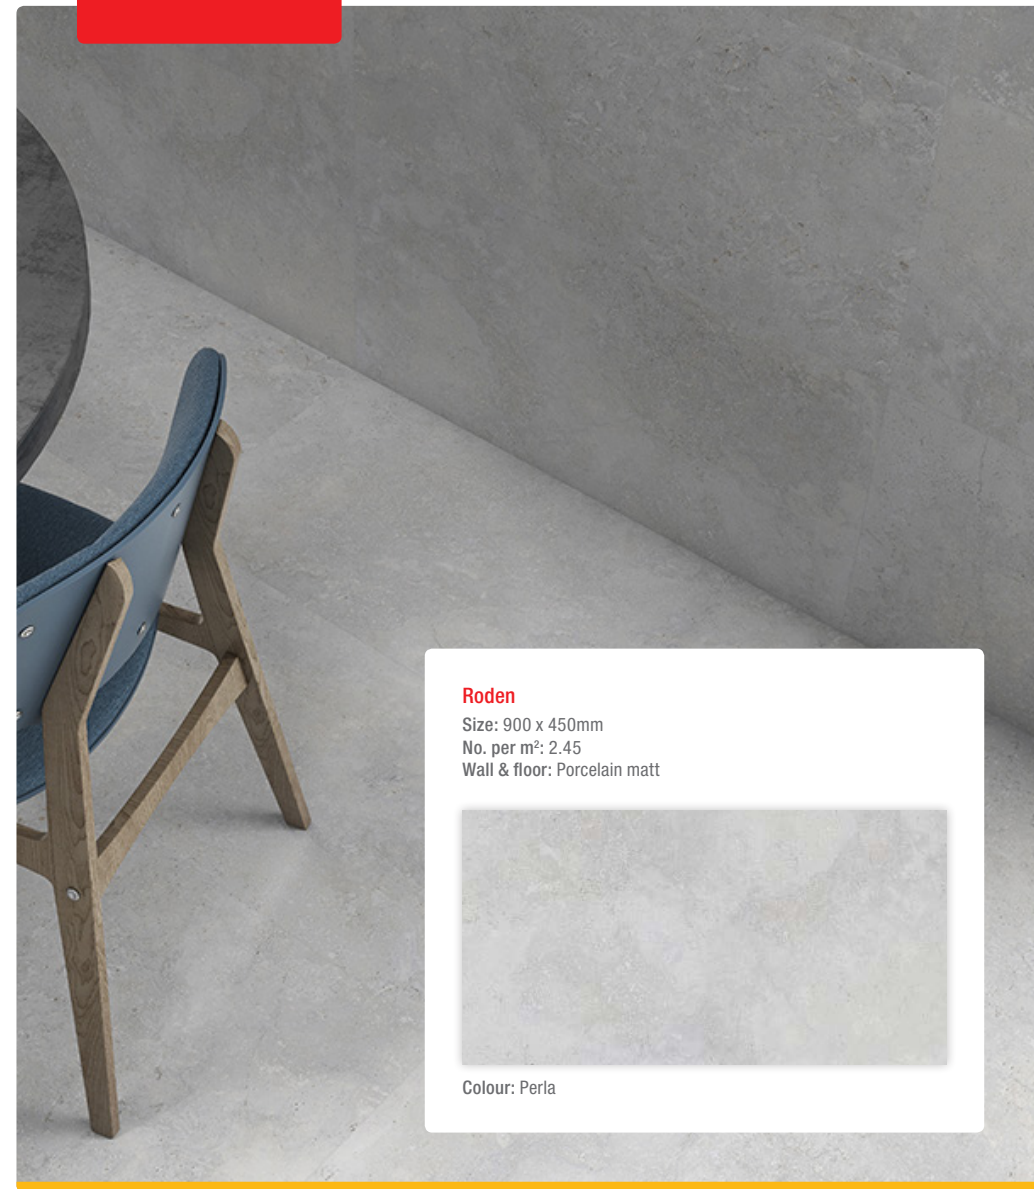 Roden
Size: 900 x 450mm
No. per m²: 2.45
Wall & floor: Porcelain matt
Colour: Perla